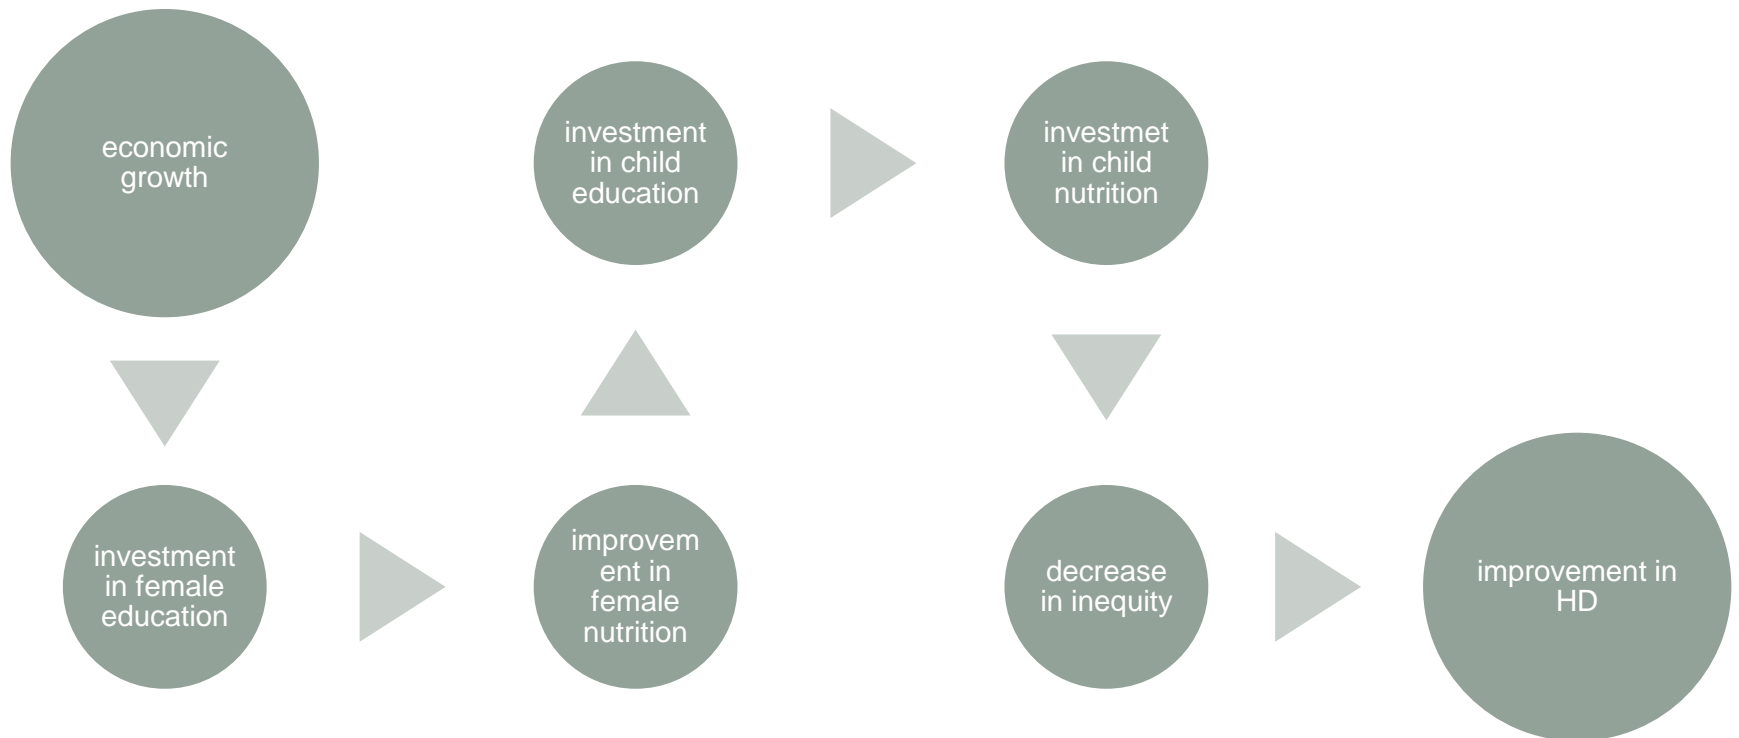 economic
growth
investment
in female
education
improvem
ent in
female
nutrition
investment
in child
education
investmet
in child
nutrition
decrease
in inequity
improvement in
HD